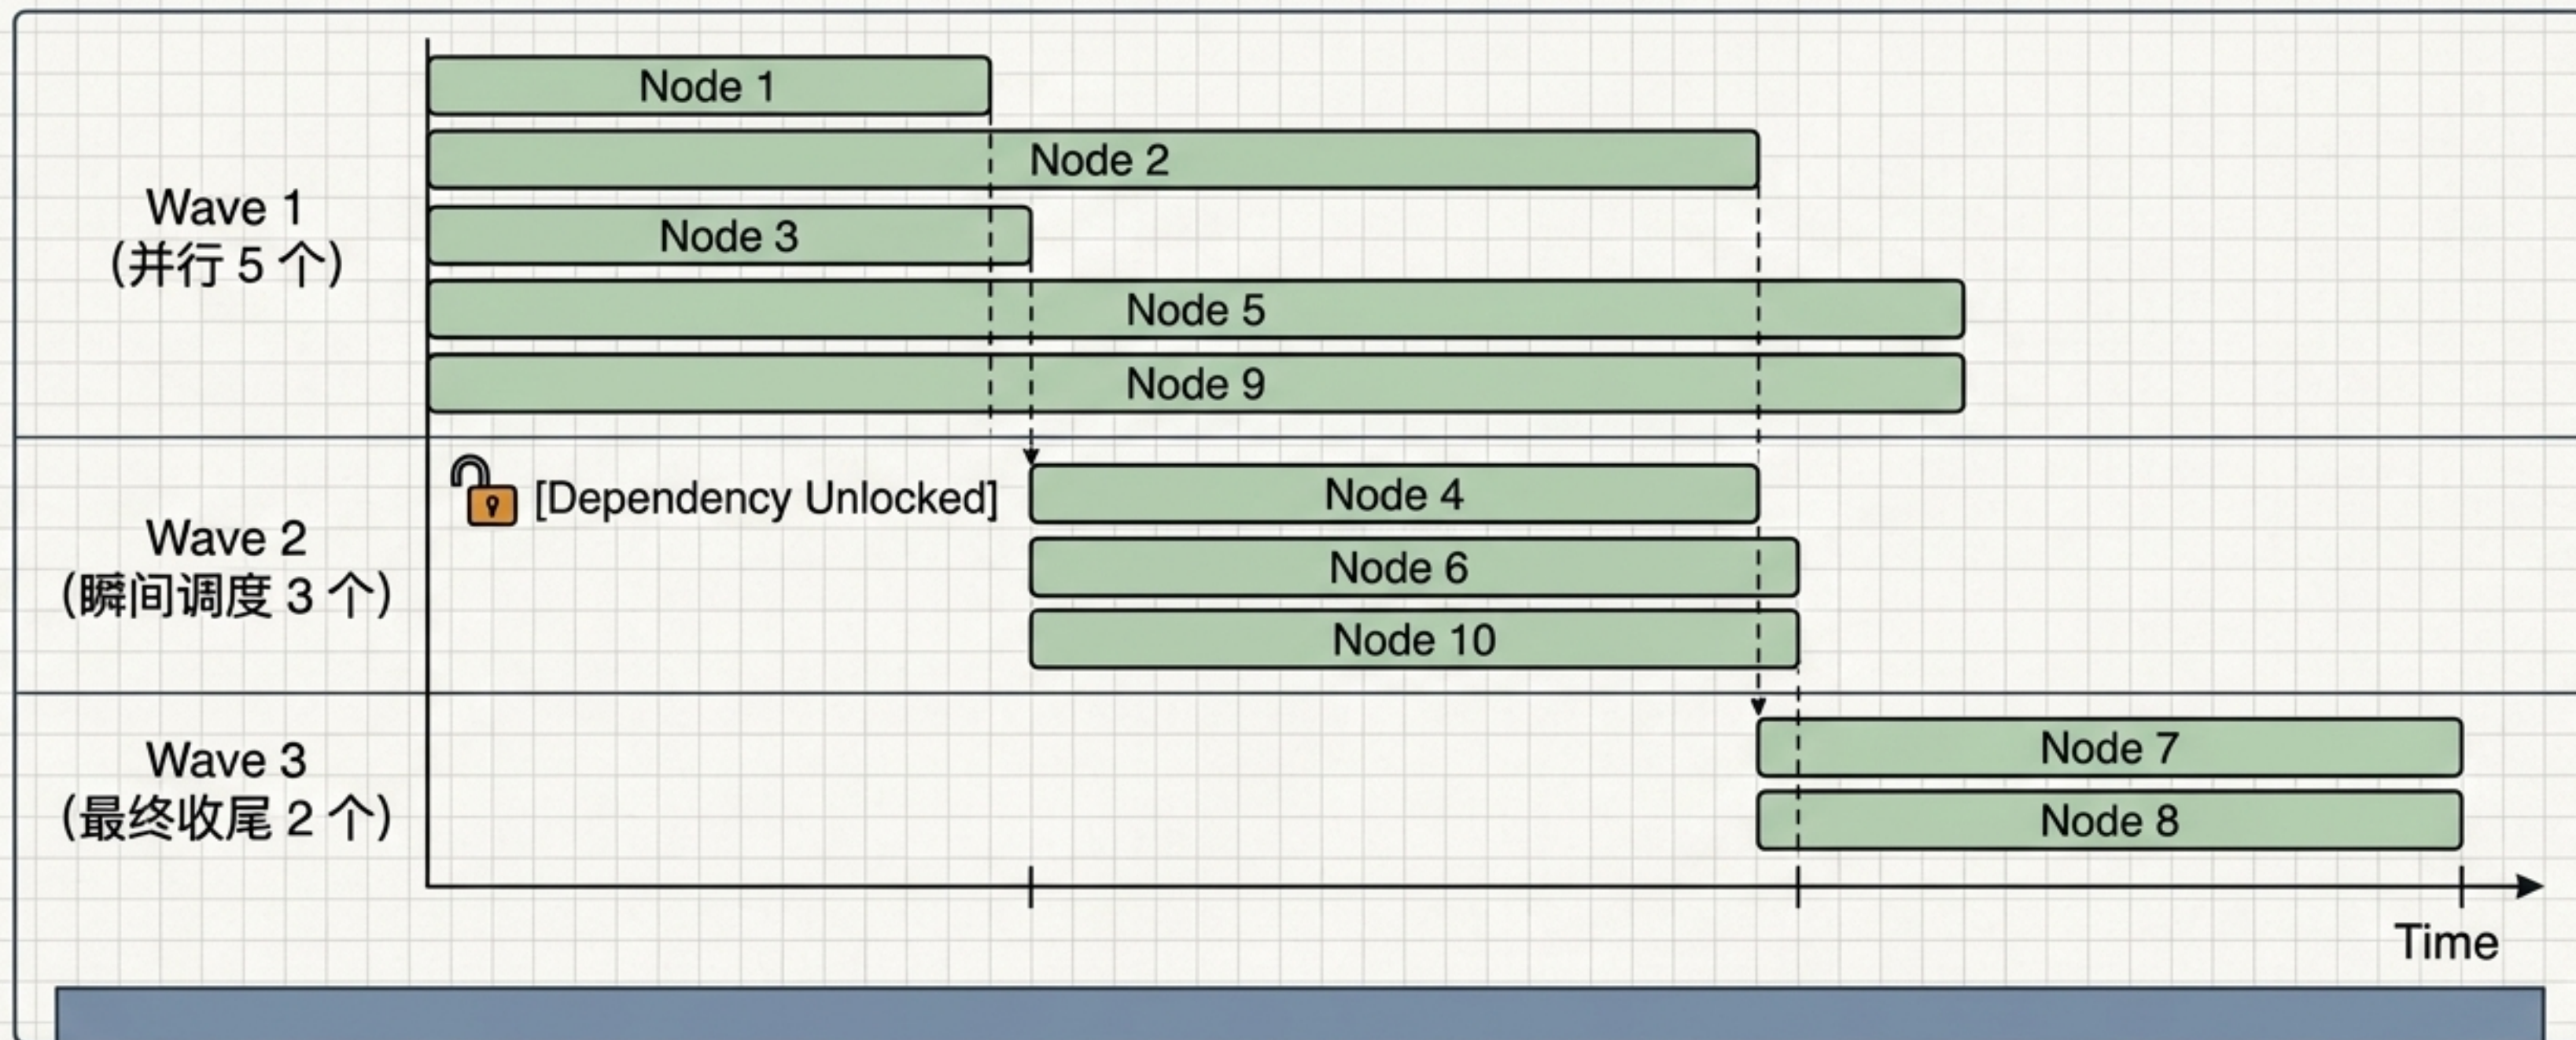 Node 1
Node 2
Node 3
Node 5
Node 9
Wave 1
(并行 5 个)
[Dependency Unlocked]
Node 4
Node 6
Node 10
Wave 2
(瞬间调度 3 个)
Node 7
Node 8
Wave 3
(最终收尾 2 个)
Time